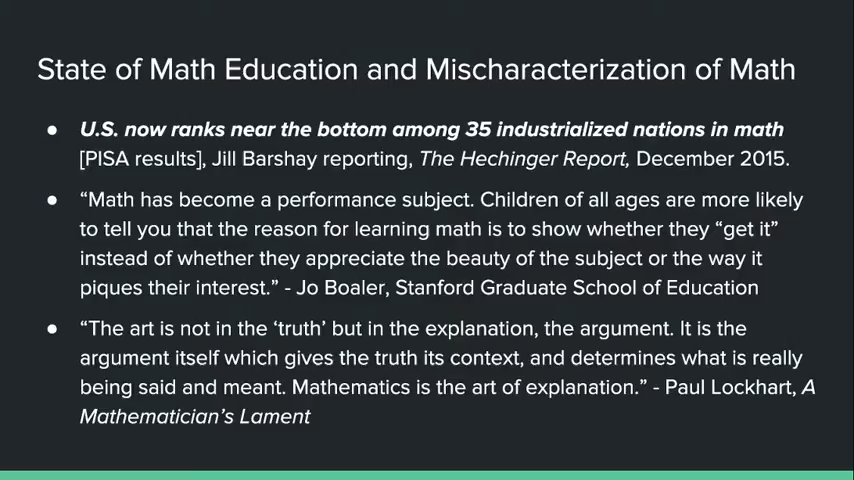 State of Math Education and Mischaracterization of Math
● U.S. now ranks near the bottom among 35 industrialized nations in math
[PISA results], Jill Barshay reporting, The Hechinger Report, December 2015.
● “Math has become a performance subject. Children of all ages are more likely
to tell you that the reason for learning math is to show whether they “get it”
instead of whether they appreciate the beauty of the subject or the way it
piques their interest.” - Jo Boaler, Stanford Graduate School of Education
● “The art is not in the ‘truth’ but in the explanation, the argument. It is the
argument itself which gives the truth its context, and determines what is really
being said and meant. Mathematics is the art of explanation.” - Paul Lockhart, A
Mathematician’s Lament